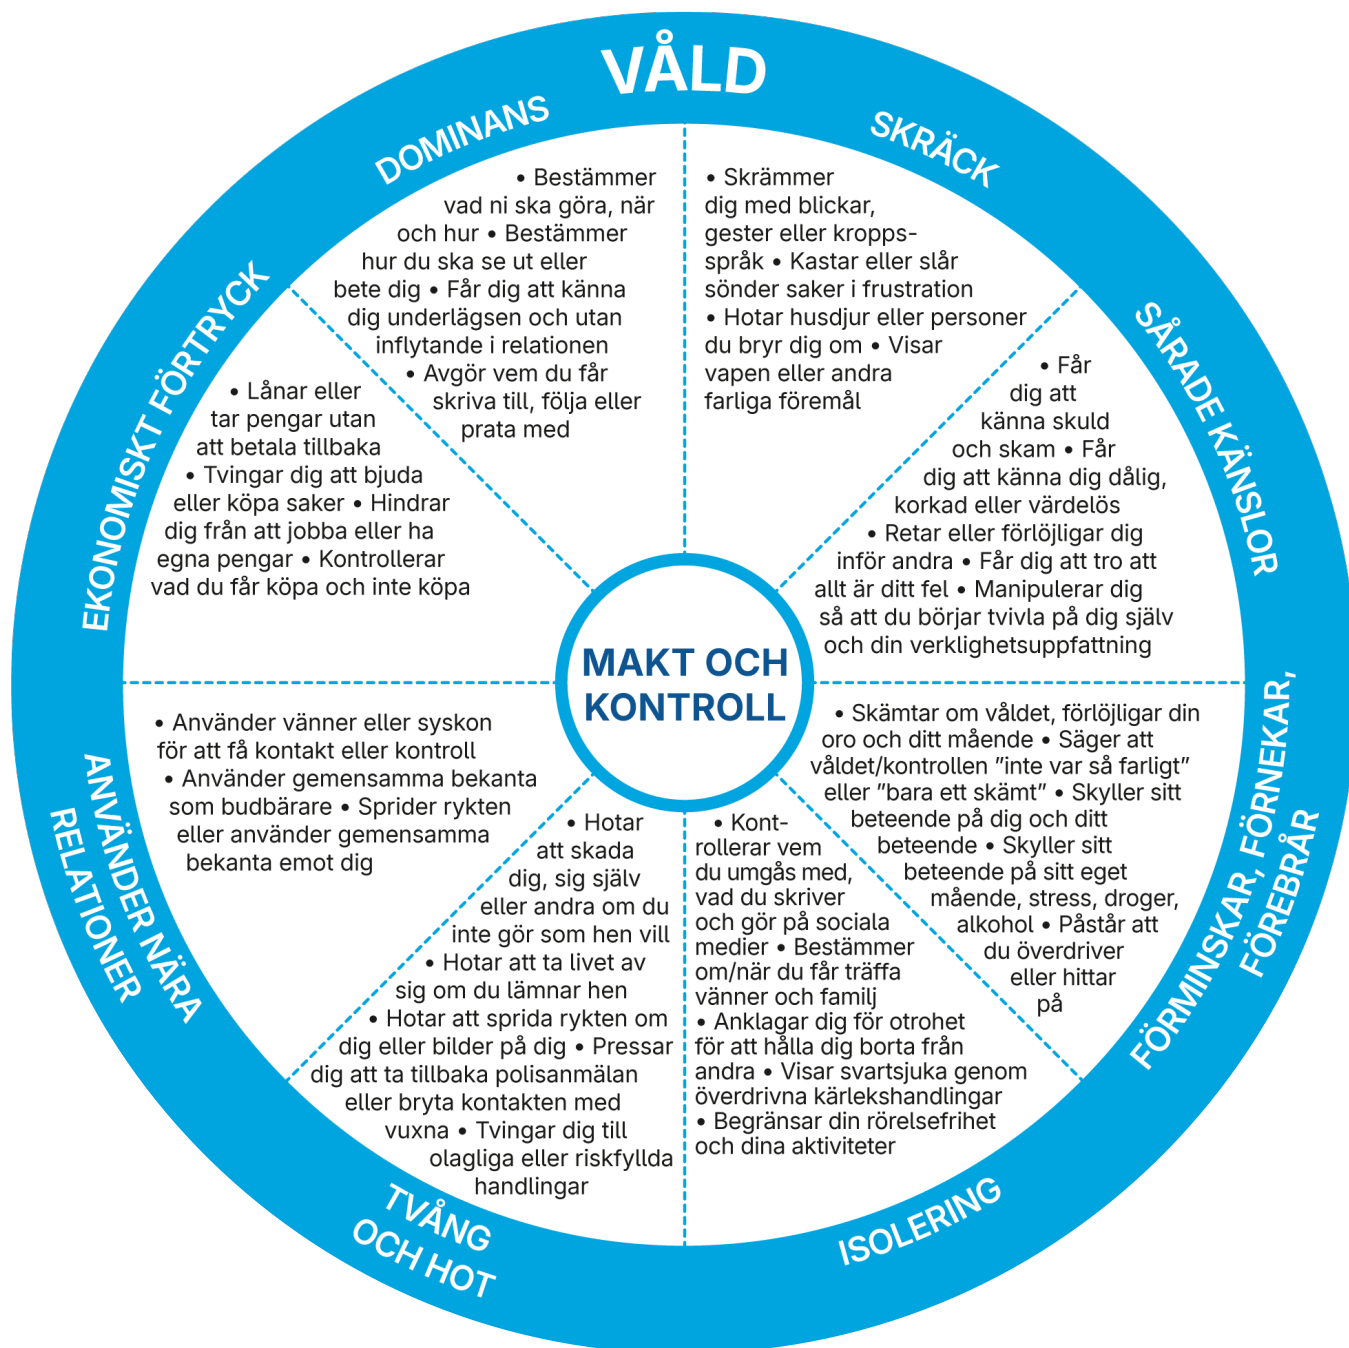 VÅLD
DOMINANS
• Bestämmer
vad ni ska göra, när
och hur • Bestämmer
hur du ska se ut eller
bete dig • Får dig att känna
dig underlägsen och utan
inflytande i relationen
• Avgör vem du får
skriva till, följa eller
prata med
SKRÄCK
• Skrämmer
dig med blickar,
gester eller kropps-
språk • Kastar eller slår
sönder saker i frustration
• Hotar husdjur eller personer
du bryr dig om • Visar
vapen eller andra
farliga föremål
SÅRADE KÄNSLOR
• Får
dig att
känna skuld
och skam • Får
dig att känna dig dålig,
korkad eller värdelös
• Retar eller förlöjligar dig
inför andra • Får dig att tro att
allt är ditt fel • Manipulerar dig
så att du börjar tvivla på dig själv
och din verklighetsuppfattning
FÖRMINSKAR, FÖRNEKAR,
FÖREBRÅR
• Skämtar om våldet, förlöjligar din
oro och ditt mående • Säger att
våldet/kontrollen ”inte var så farligt”
eller ”bara ett skämt” • Skyller sitt
beteende på dig och ditt
beteende • Skyller sitt
beteende på sitt eget
mående, stress, droger,
alkohol • Påstår att
du överdriver
eller hittar
på
ISOLERING
• Kont-
rollerar vem
du umgås med,
vad du skriver
och gör på sociala
medier • Bestämmer
om/när du får träffa
vänner och familj
• Anklagar dig för otrohet
för att hålla dig borta från
andra • Visar svartsjuka genom
överdrivna kärlekshandlingar
• Begränsar din rörelsefrihet
och dina aktiviteter
TVÅNG
OCH HOT
• Hotar
att skada
dig, sig själv
eller andra om du
inte gör som hen vill
• Hotar att ta livet av
sig om du lämnar hen
• Hotar att sprida rykten om
dig eller bilder på dig • Pressar
dig att ta tillbaka polisanmälan
eller bryta kontakten med
vuxna • Tvingar dig till
olagliga eller riskfyllda
handlingar
ANVÄNDER NÄRA
RELATIONER
• Använder vänner eller syskon
för att få kontakt eller kontroll
• Använder gemensamma bekanta
som budbärare • Sprider rykten
eller använder gemensamma
bekanta emot dig
EKONOMISKT FÖRTRYCK
• Lånar eller
tar pengar utan
att betala tillbaka
• Tvingar dig att bjuda
eller köpa saker • Hindrar
dig från att jobba eller ha
egna pengar • Kontrollerar
vad du får köpa och inte köpa
MAKT OCH
KONTROLL